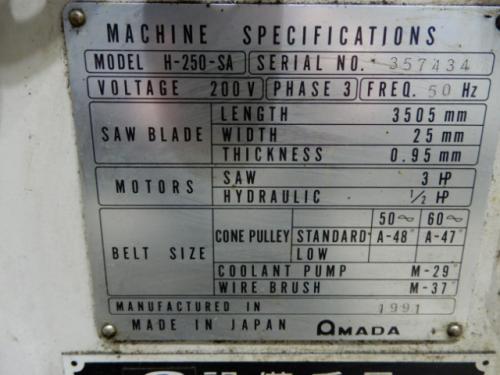 MACHINE SPECIFICATIONS
MODEL H-250-SA SERIAL NO. 357434
VOLTAGE 200V PHASE 3 FREQ. 50 Hz
SAW BLADE LENGTH 3505 mm
WIDTH 25 mm
THICKNESS 0.95 mm
MOTORS SAW 3 HP
HYDRAULIC 1/2 HP
50∾ 60∾
BELT SIZE CONE PULLEY STANDARD A-48 A-47
LOW
COOLANT PUMP M-29
WIRE BRUSH M-37
MANUFACTURED IN 1991
MADE IN JAPAN AMADA